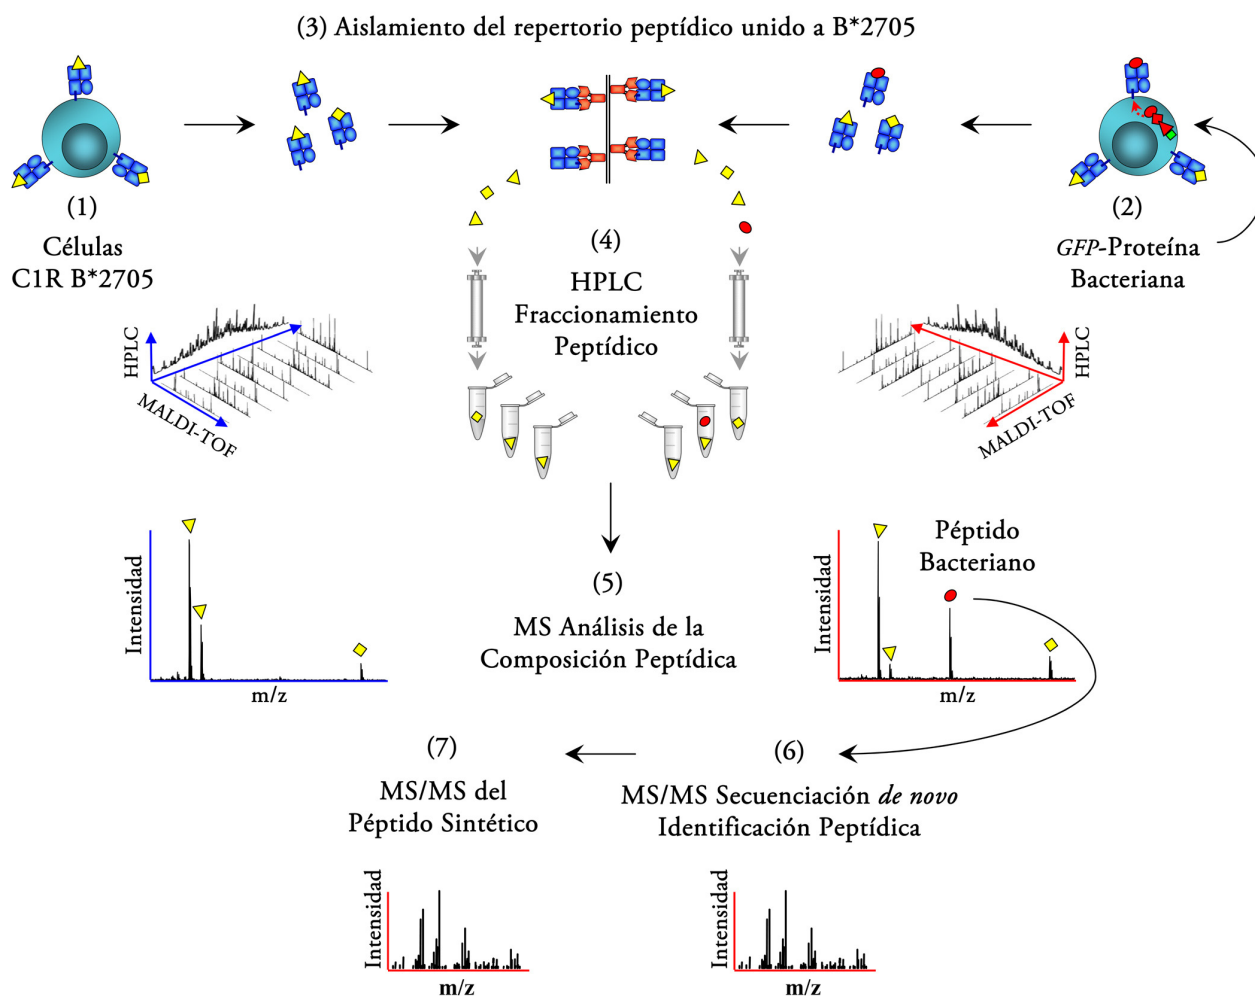 (3) Aislamiento del repertorio peptídico unido a B*2705
(1)
Células
C1R B*2705
(2)
GFP-Proteína
Bacteriana
(4)
HPLC
Fraccionamiento
Peptídico
HPLC
MALDI-TOF
HPLC
MALDI-TOF
Intensidad
m/z
(5)
MS Análisis de la
Composición Peptídica
Péptido
Bacteriano
Intensidad
m/z
(7)
MS/MS del
Péptido Sintético
(6)
MS/MS Secuenciación de novo
Identificación Peptídica
Intensidad
m/z
Intensidad
m/z